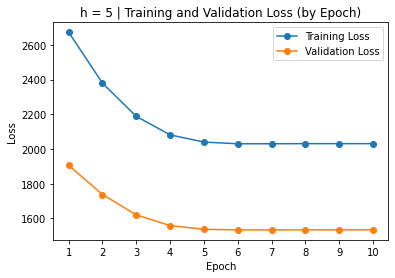 h = 5 | Training and Validation Loss (by Epoch)
Training Loss
Validation Loss
Loss
2600
2400
2200
2000
1800
1600
1 2 3 4 5 6 7 8 9 10
Epoch